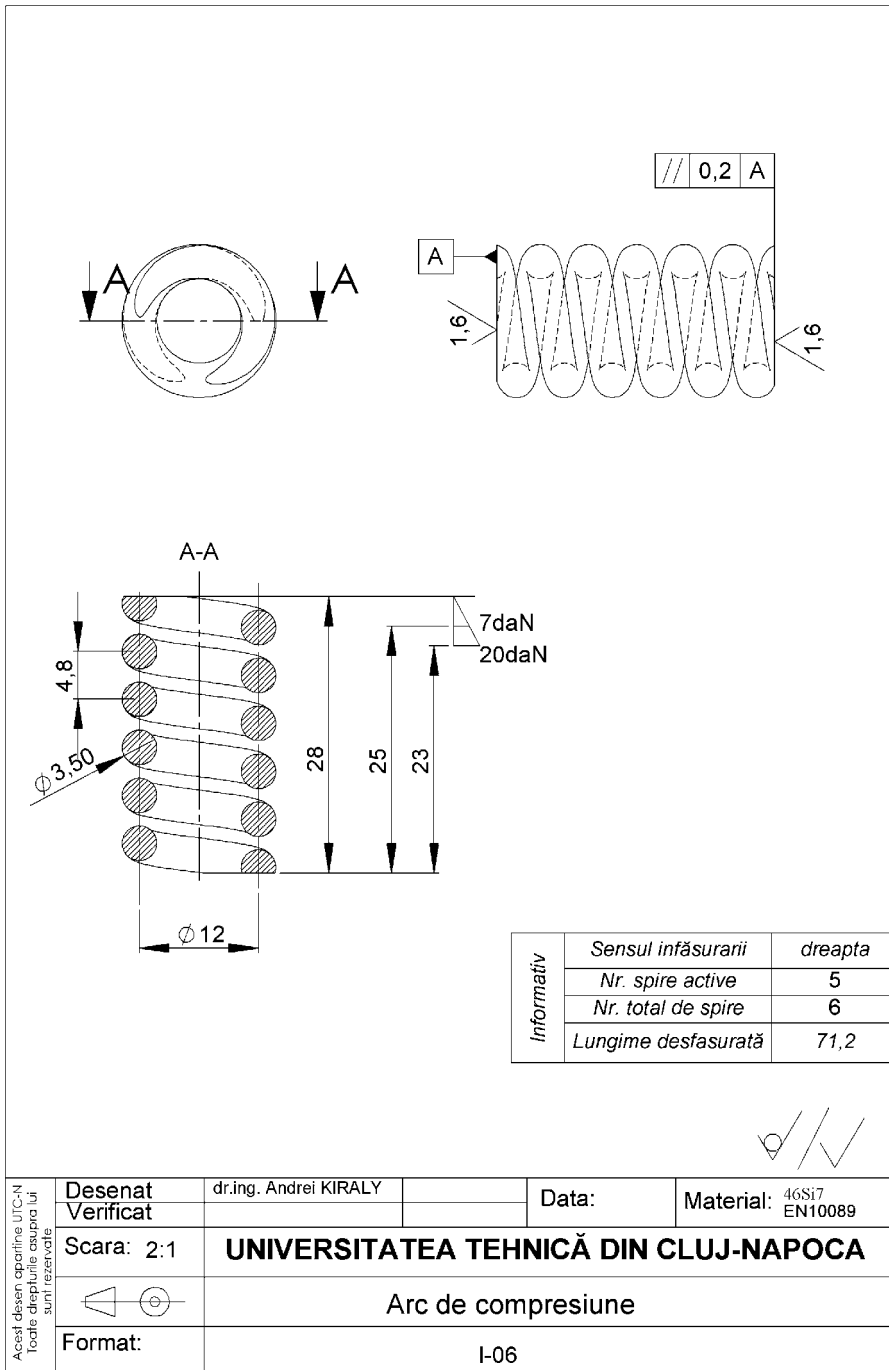 // 0,2 A
A A
A
1,6
1,6
A-A
7daN
20daN
4,8
28
25
23
Ø 3,50
Ø 12
Informativ
Sensul infăsurarii dreapta
Nr. spire active 5
Nr. total de spire 6
Lungime desfasurată 71,2
Acest desen apartine UTC-N
Toate drepturile asupra lui
sunt rezervate
Desenat dr.ing. Andrei KIRALY Data: Material: 46Si7
EN10089
Verificat
Scara: 2:1 UNIVERSITATEA TEHNICĂ DIN CLUJ-NAPOCA
Arc de compresiune
Format: I-06